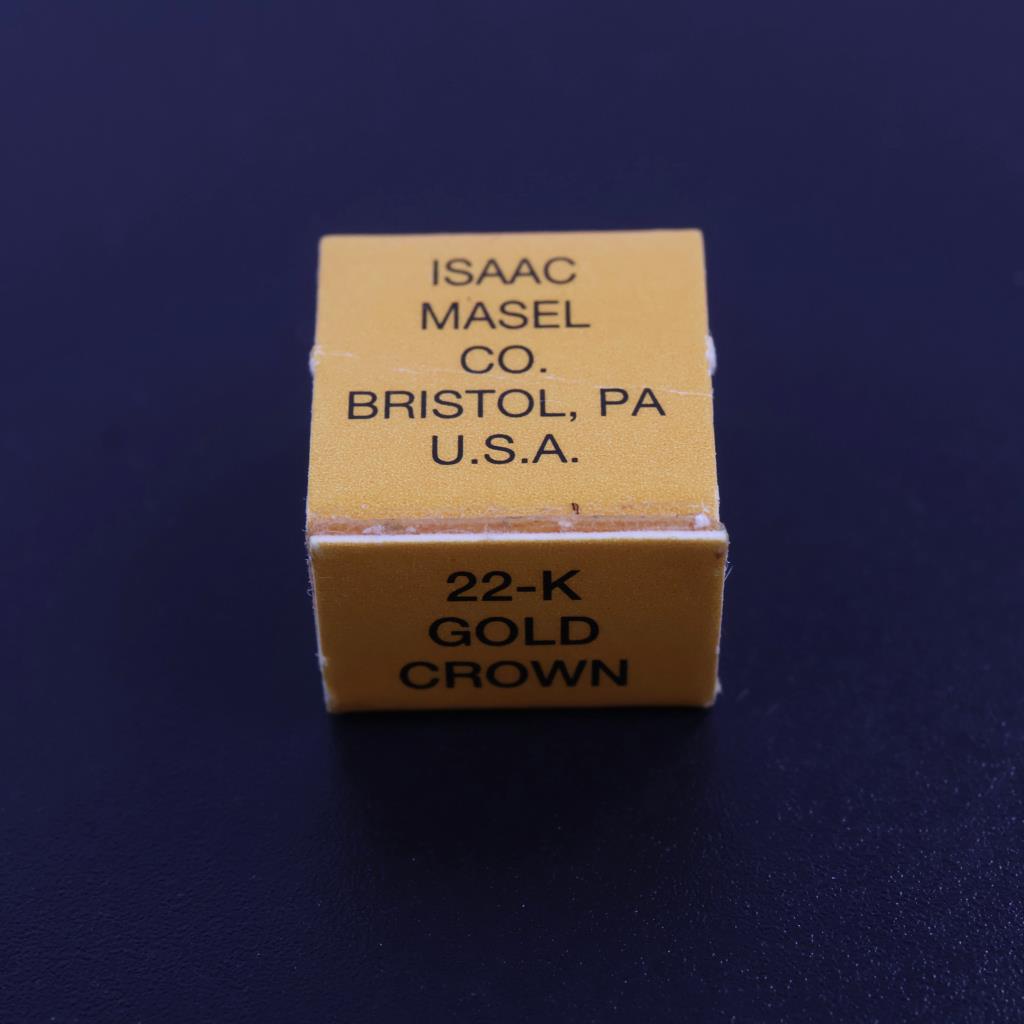 ISAAC
MASEL
CO.
BRISTOL, PA
U.S.A.
22-K
GOLD
CROWN